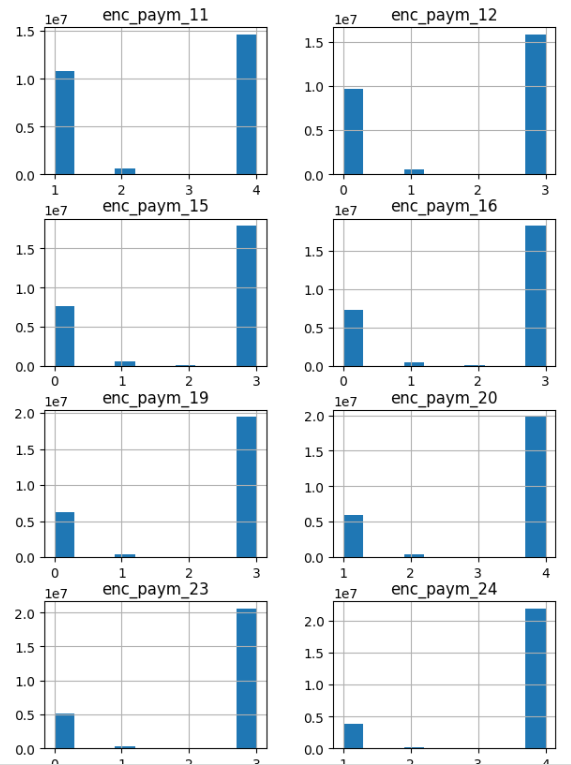 enc_paym_11 enc_paym_12
1e7 1e7
1.5 1.5
1.0 1.0
0.5 0.5
0.0 0.0
1 2 3 4 0 1 2 3
enc_paym_15 enc_paym_16
1e7 1e7
1.5 1.5
1.0 1.0
0.5 0.5
0.0 0.0
0 1 2 3 0 1 2 3
enc_paym_19 enc_paym_20
1e7 1e7
2.0 2.0
1.5 1.5
1.0 1.0
0.5 0.5
0.0 0.0
0 1 2 3 1 2 3 4
enc_paym_23 enc_paym_24
1e7 1e7
2.0 2.0
1.5 1.5
1.0 1.0
0.5 0.5
0.0 0.0
0 1 2 3 1 2 3 4